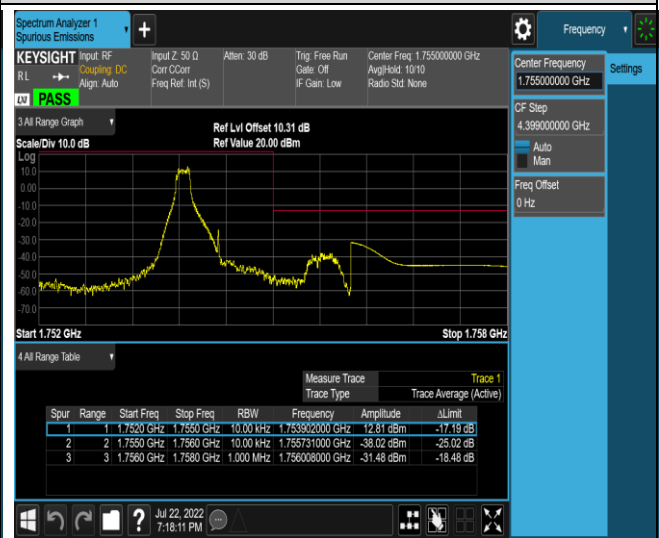 Spectrum Analyzer 1
Spurious Emissions
+
Frequency
KEYSIGHT Input: RF Input Z: 50 Ω Atten: 30 dB Trig: Free Run Center Freq: 1.755000000 GHz
RL Coupling: DC Corr CCorr Gate: Off Avg|Hold: 10/10
Align: Auto Freq Ref: Int (S) IF Gain: Low Radio Std: None
LXI PASS
Center Frequency
1.755000000 GHz
Settings
CF Step
4.399000000 GHz
Auto
Man
Freq Offset
0 Hz
3 All Range Graph
Ref Lvl Offset 10.31 dB
Scale/Div 10.0 dB Ref Value 20.00 dBm
Log
10.0
0.00
-10.0
-20.0
-30.0
-40.0
-50.0
-60.0
-70.0
Start 1.752 GHz Stop 1.758 GHz
4 All Range Table
Measure Trace Trace 1
Trace Type Trace Average (Active)
Spur Range Start Freq Stop Freq RBW Frequency Amplitude ΔLimit
1 1 1.7520 GHz 1.7550 GHz 10.00 kHz 1.753902000 GHz 12.81 dBm -17.19 dB
2 2 1.7550 GHz 1.7560 GHz 10.00 kHz 1.755731000 GHz -38.02 dBm -25.02 dB
3 3 1.7560 GHz 1.7580 GHz 1.000 MHz 1.756008000 GHz -31.48 dBm -18.48 dB
? Jul 22, 2022
7:18:11 PM